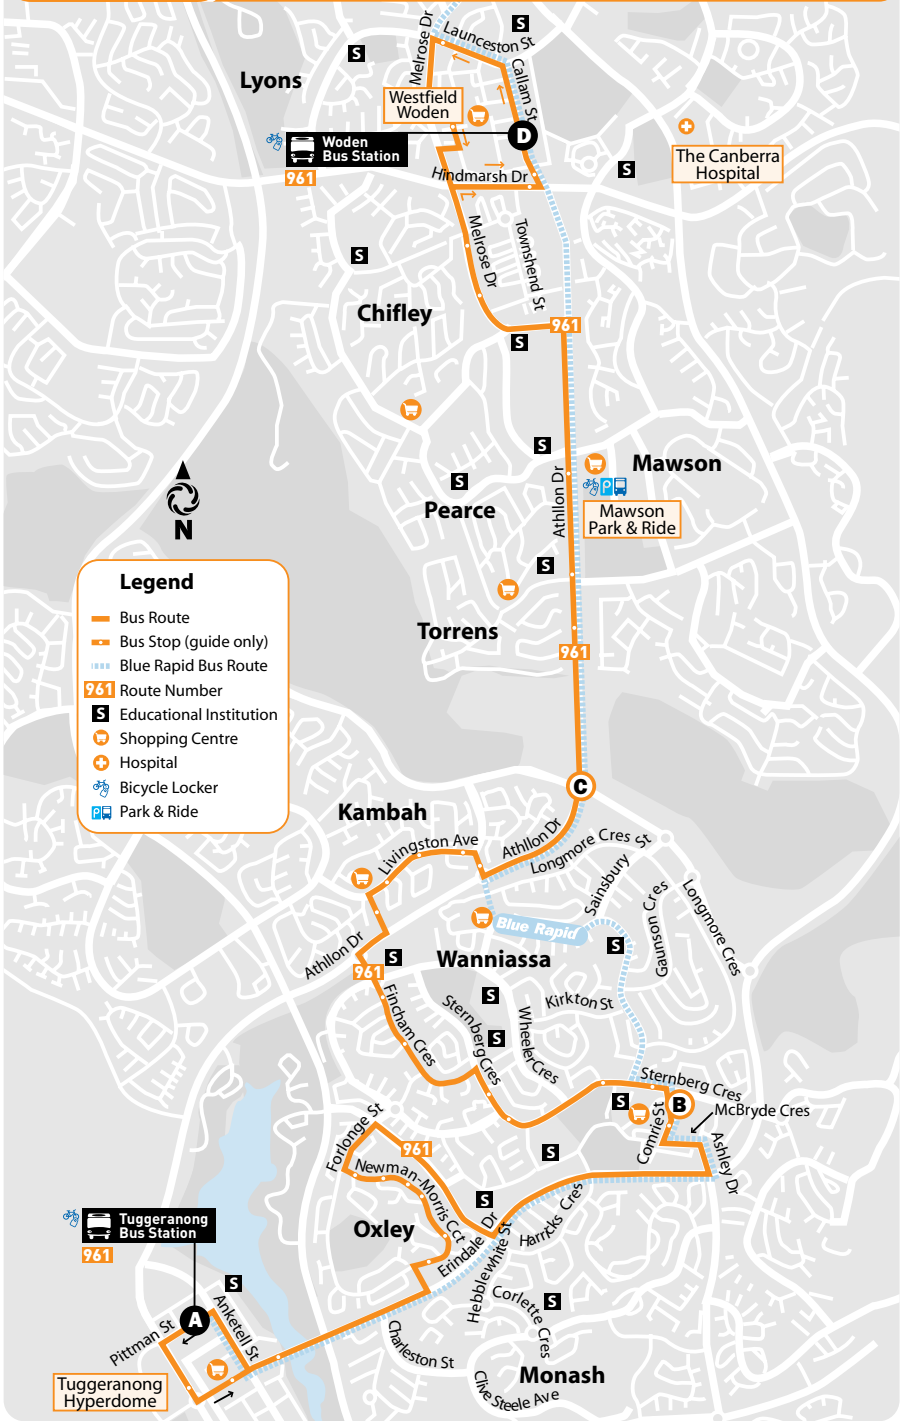 Melrose Dr
Launceston St
Callam St
Lyons
Westfield
Woden
D
Woden
Bus Station
961
The Canberra
Hospital
Hindmarsh Dr
Melrose Dr
Townshend St
Chifley
961
Mawson
Pearce
Athllon Dr
Mawson
Park & Ride
N
Torrens
961
Legend
Bus Route
Bus Stop (guide only)
Blue Rapid Bus Route
961 Route Number
S Educational Institution
Shopping Centre
Hospital
Bicycle Locker
P Park & Ride
C
Kambah
Livingston Ave
Athllon Dr
Longmore Cres
St
Sainsbury
Ganuson Cres
Longmore Cres
Blue Rapid
Athllon Dr
961
Wanniassa
Fincham Cres
Sternberg Cres
Wheeler Cres
Kirkton St
Sternberg Cres
B
McBryde Cres
Comrie St
Ashley Dr
Forlonge St
961
Newman-Morris Cct
Oxley
Erindale Dr
Hebblewhite St
Harricks Cres
Tuggeranong
Bus Station
961
A
Pittman St
Anketell St
Corlette Cres
Charleston St
Clive Steele Ave
Monash
Tuggeranong
Hyperdome